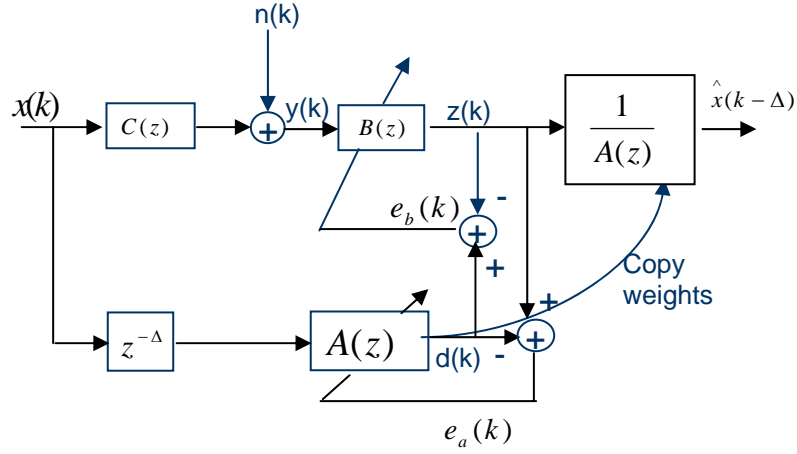 n(k)
x(k)
C(z)
+
y(k)
B(z)
z(k)
1
A(z)
^
x(k − Δ)
e_b(k)
-
+
+
Copy
weights
z^{−Δ}
A(z)
d(k)
+
-
+
e_a(k)